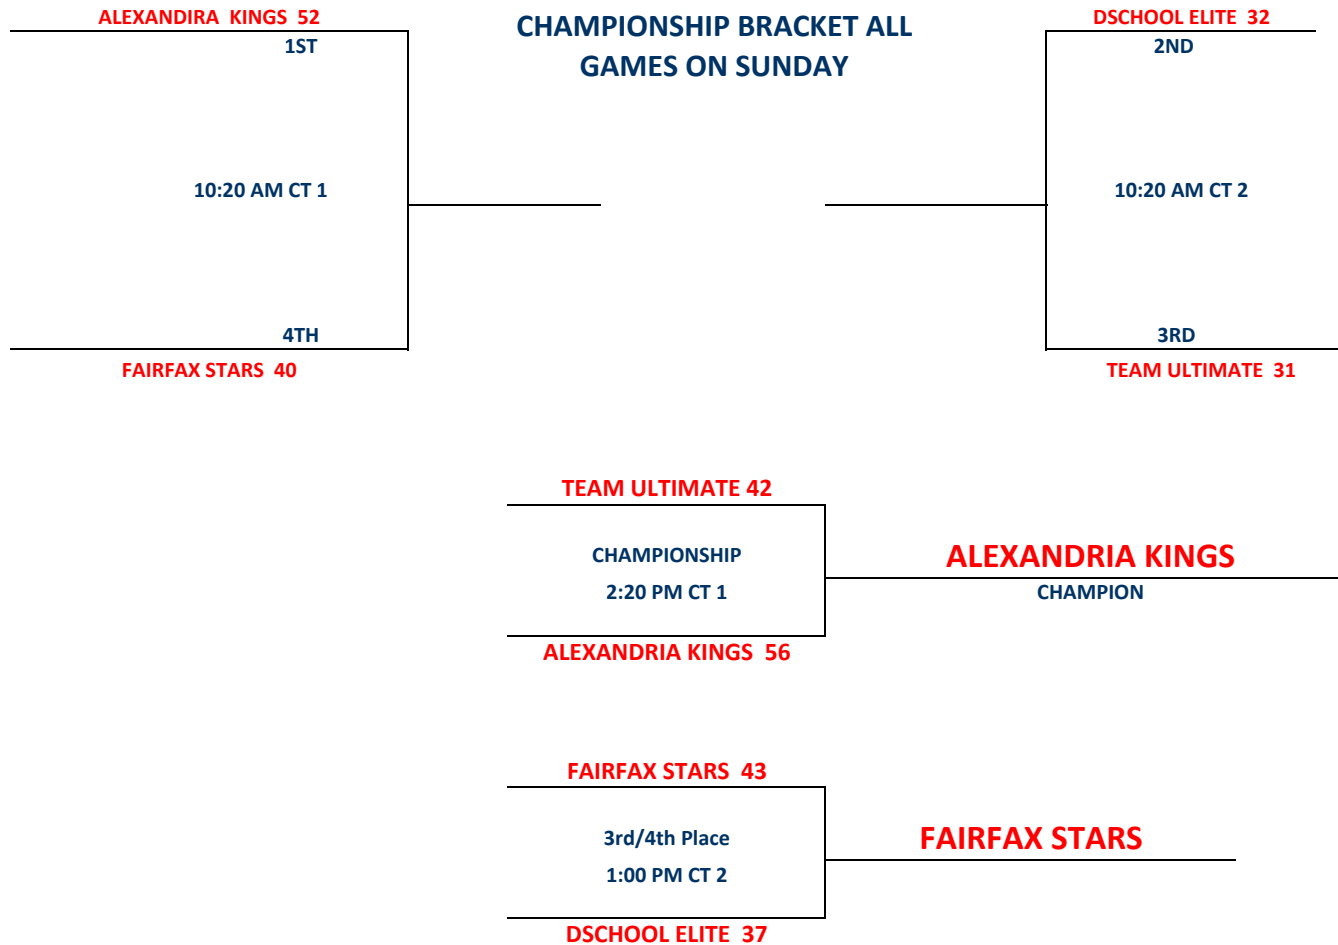 ALEXANDIRA  KINGS  52
CHAMPIONSHIP BRACKET ALL
GAMES ON SUNDAY
DSCHOOL ELITE  32
1ST
2ND
10:20 AM CT 1
10:20 AM CT 2
4TH
3RD
FAIRFAX STARS  40
TEAM ULTIMATE  31
TEAM ULTIMATE 42
CHAMPIONSHIP
2:20 PM CT 1
ALEXANDRIA KINGS
CHAMPION
ALEXANDRIA KINGS  56
FAIRFAX STARS  43
3rd/4th Place
1:00 PM CT 2
FAIRFAX STARS
DSCHOOL ELITE  37